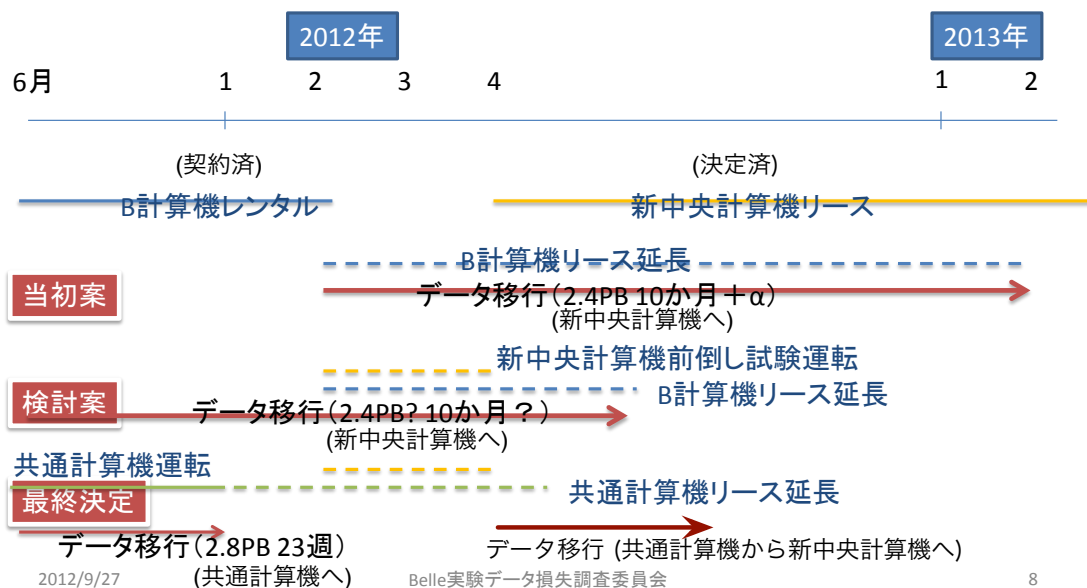 2012年
2013年
6月 1 2 3 4 1 2
(契約済)
(決定済)
B計算機レンタル
新中央計算機リース
B計算機リース延長
当初案
データ移行(2.4PB 10か月+α)
(新中央計算機へ)
新中央計算機前倒し試験運転
検討案
B計算機リース延長
データ移行(2.4PB? 10か月?)
(新中央計算機へ)
共通計算機運転
共通計算機リース延長
最終決定
データ移行(2.8PB 23週)
(共通計算機へ)
データ移行 (共通計算機から新中央計算機へ)
2012/9/27
Belle実験データ損失調査委員会
8